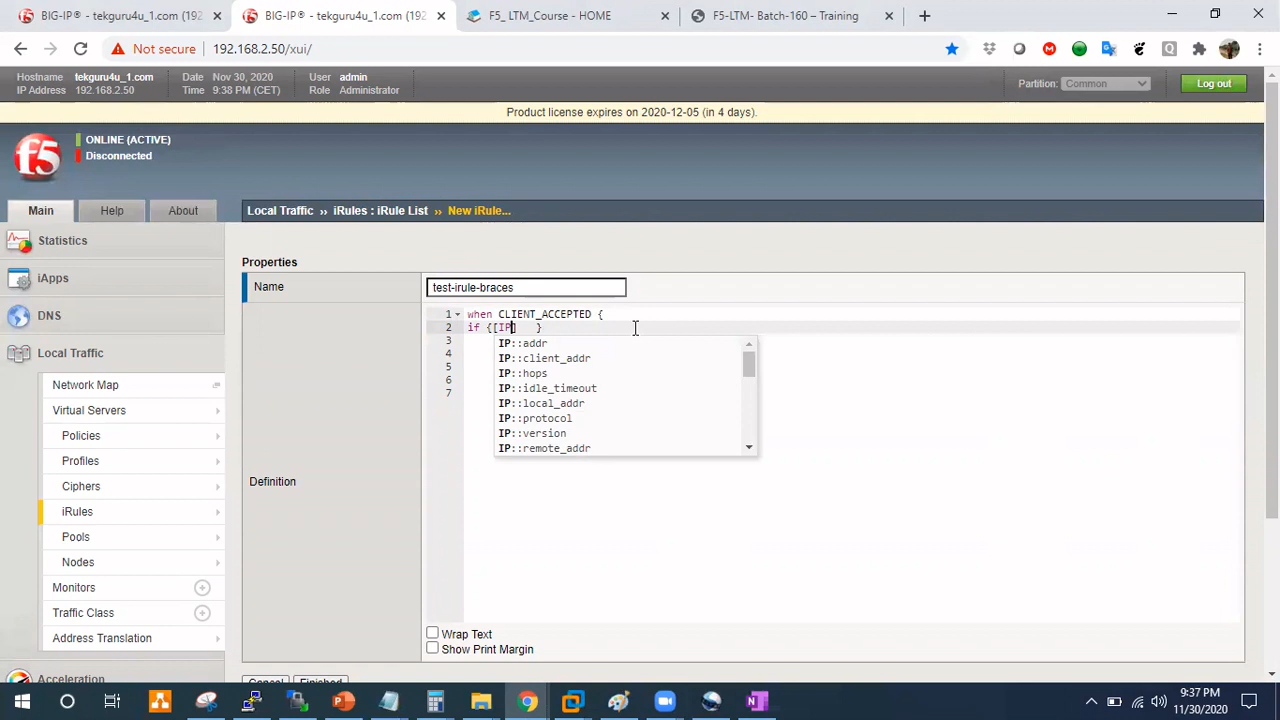 BIG-IP® - tekguru4u_1.com (192
BIG-IP® - tekguru4u_1.com (192
F5_ LTM_Course - HOME
F5-LTM- Batch-160 – Training
Not secure
192.168.2.50/xui/
Hostname tekguru4u_1.com
IP Address 192.168.2.50
Date Nov 30, 2020
Time 9:38 PM (CET)
User admin
Role Administrator
Partition: Common
Log out
Product license expires on 2020-12-05 (in 4 days).
f5
ONLINE (ACTIVE)
Disconnected
Main
Help
About
Local Traffic ›› iRules : iRule List ›› New iRule...
Statistics
iApps
DNS
Local Traffic
Network Map
Virtual Servers
Policies
Profiles
Ciphers
iRules
Pools
Nodes
Monitors
Traffic Class
Address Translation
Acceleration
Properties
Name
test-irule-braces
Definition
1 when CLIENT_ACCEPTED {
2 if {[IP] }
3
4
5
6
7
IP::addr
IP::client_addr
IP::hops
IP::idle_timeout
IP::local_addr
IP::protocol
IP::version
IP::remote_addr
Wrap Text
Show Print Margin
Cancel
Finished
9:37 PM
11/30/2020